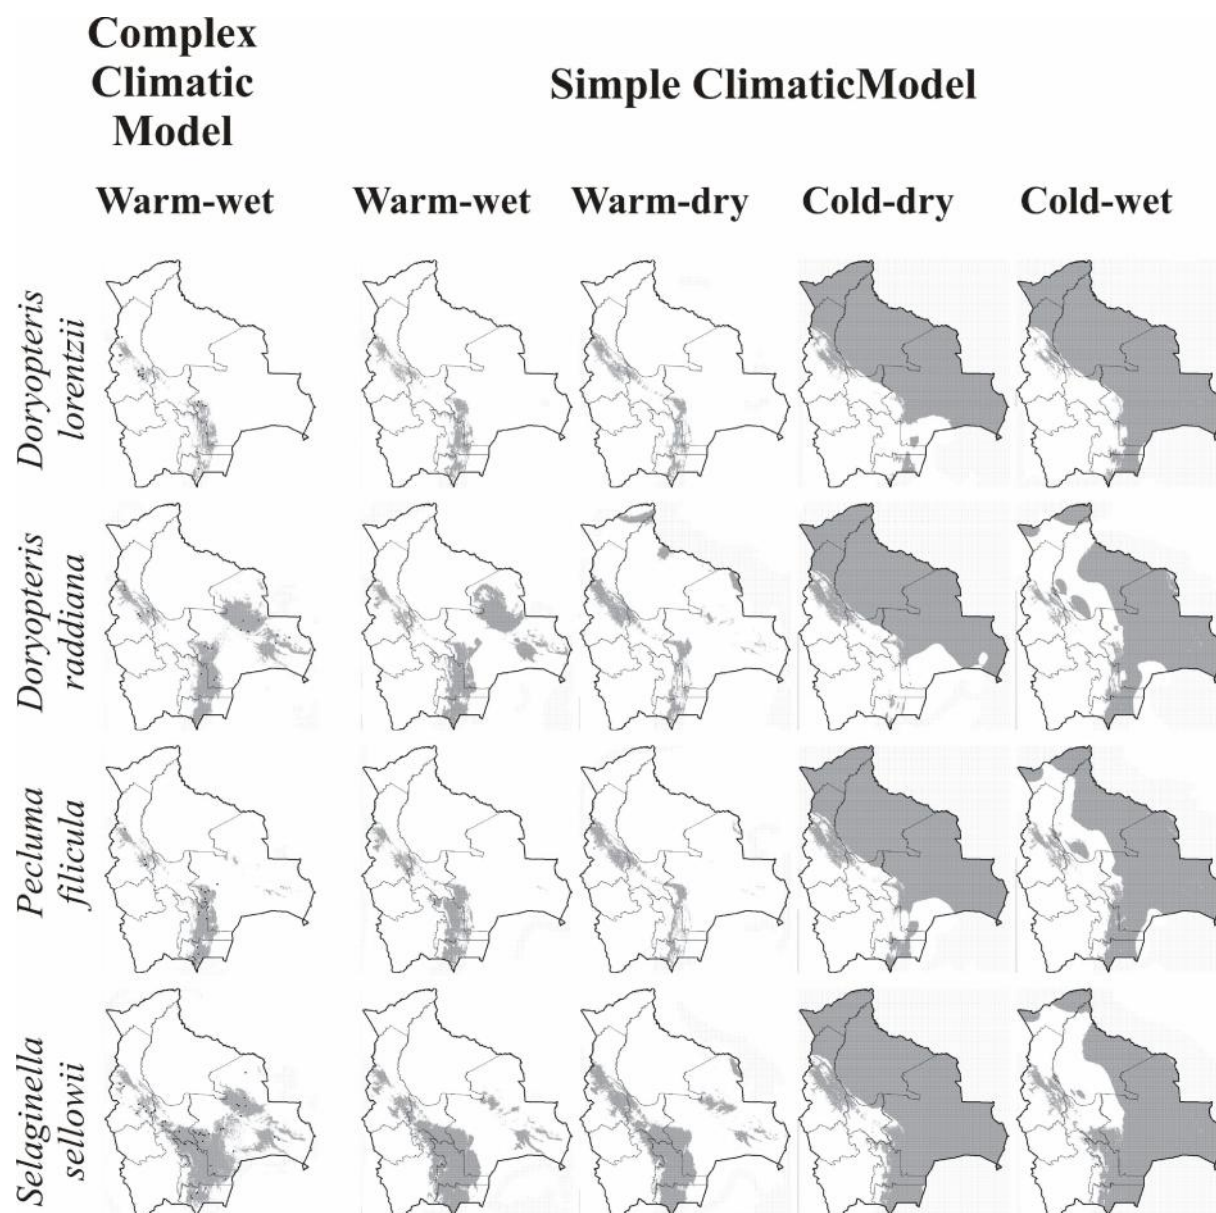 Complex
Climatic
Model
Simple ClimaticModel
Warm-wet
Warm-wet
Warm-dry
Cold-dry
Cold-wet
Doryopteris
lorentzii
Doryopteris
raddiana
Pecluma
filicula
Selaginella
sellowii